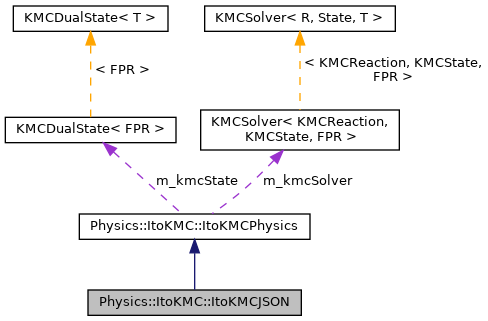 KMCDualState< T >
KMCSolver< R, State, T >
< FPR >
< KMCReaction, KMCState,
FPR >
KMCDualState< FPR >
KMCSolver< KMCReaction,
KMCState, FPR >
m_kmcState
m_kmcSolver
Physics::ItoKMC::ItoKMCPhysics
Physics::ItoKMC::ItoKMCJSON